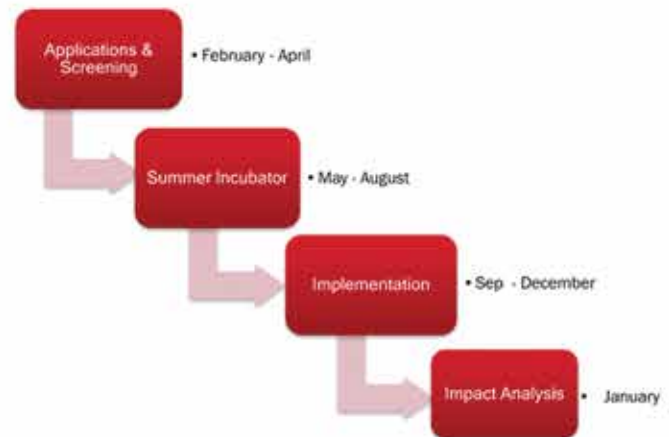 Applications &
Screening
• February - April
Summer Incubator
• May - August
Implementation
• Sep - December
Impact Analysis
• January